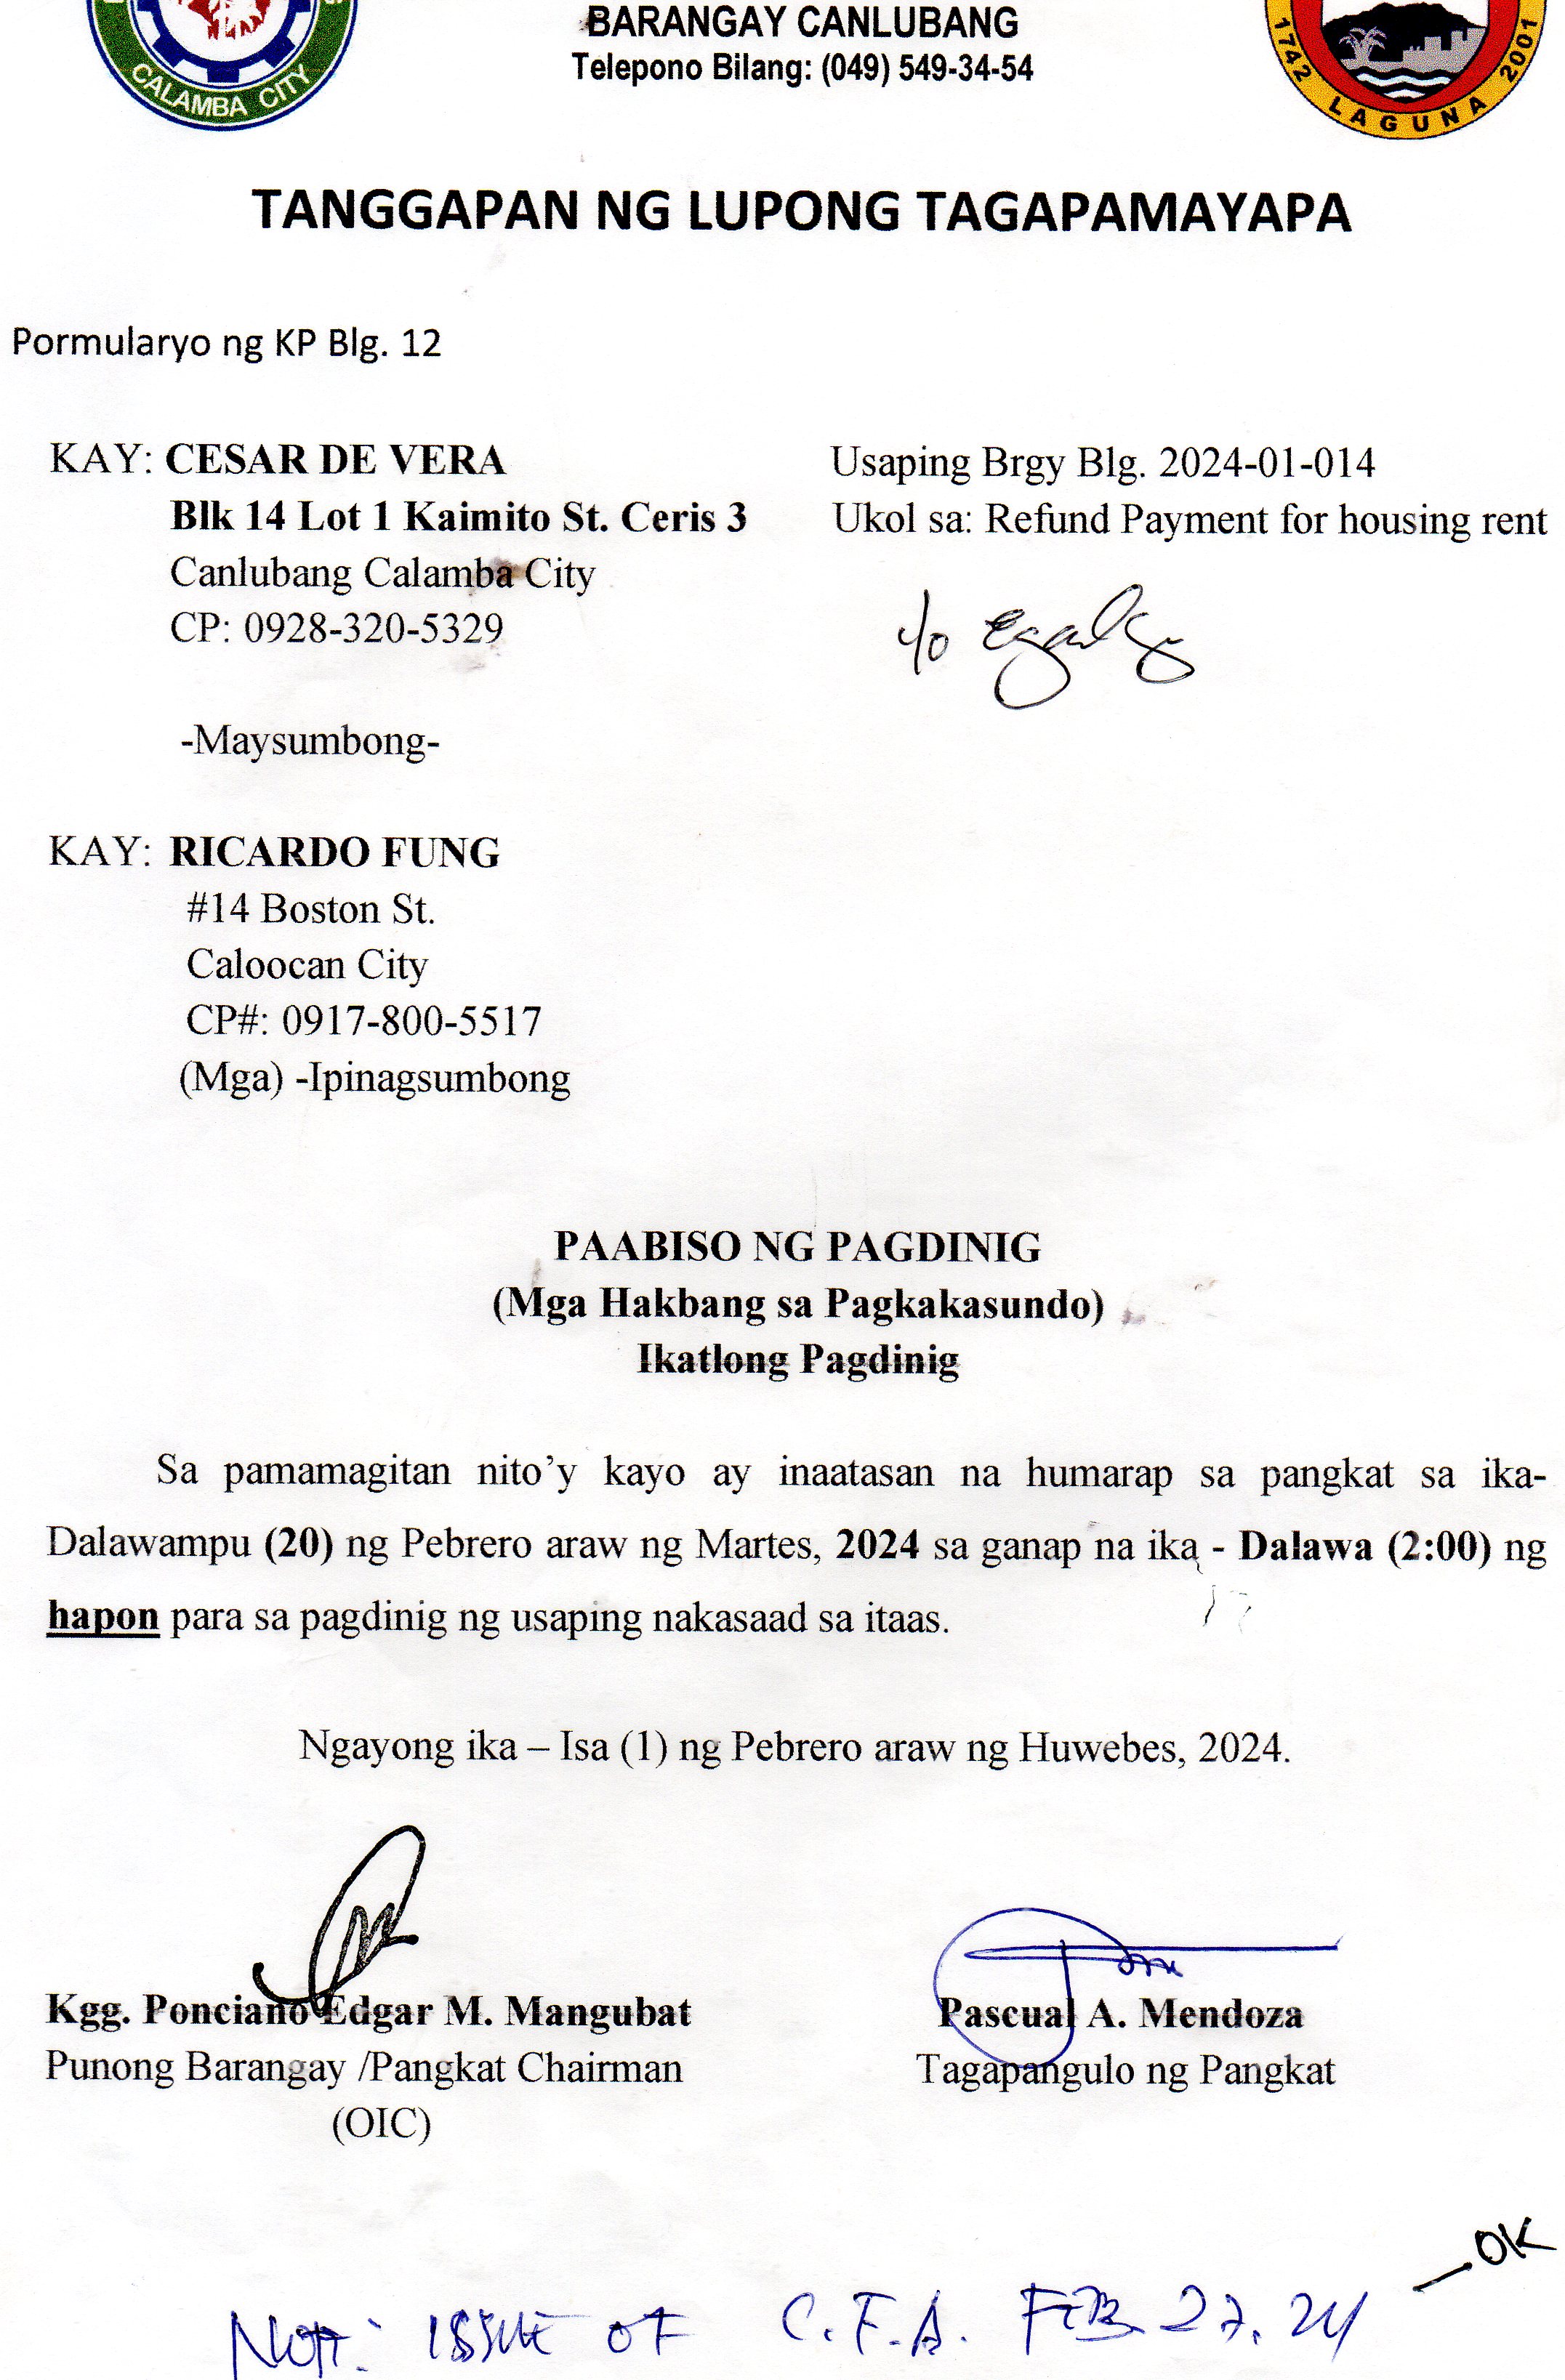 CALAMBA CITY
BARANGAY CANLUBANG
Telepono Bilang: (049) 549-34-54
1742 LAGUNA 2001
TANGGAPAN NG LUPONG TAGAPAMAYAPA
Pormularyo ng KP Blg. 12
KAY: CESAR DE VERA
Blk 14 Lot 1 Kaimito St. Ceris 3
Canlubang Calamba City
CP: 0928-320-5329
-Maysumbong-
Usaping Brgy Blg. 2024-01-014
Ukol sa: Refund Payment for housing rent
KAY: RICARDO FUNG
#14 Boston St.
Caloocan City
CP#: 0917-800-5517
(Mga) -Ipinagsumbong
PAABISO NG PAGDINIG
(Mga Hakbang sa Pagkakasundo)
Ikatlong Pagdinig
Sa pamamagitan nito’y kayo ay inaatasan na humarap sa pangkat sa ika-
Dalawampu (20) ng Pebrero araw ng Martes, 2024 sa ganap na ika - Dalawa (2:00) ng
hapon para sa pagdinig ng usaping nakasaad sa itaas.
Ngayong ika – Isa (1) ng Pebrero araw ng Huwebes, 2024.
Kgg. Ponciano Edgar M. Mangubat
Punong Barangay /Pangkat Chairman
(OIC)
Pascual A. Mendoza
Tagapangulo ng Pangkat
OK
ISSUE OF C.F.A. FEB. 27. 24